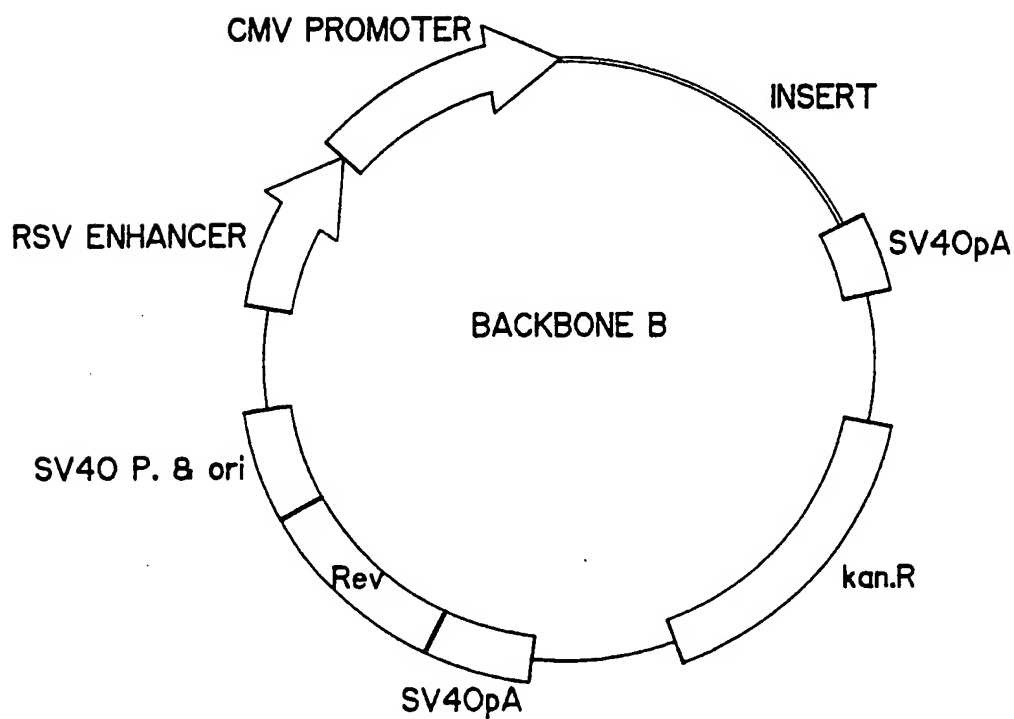 CMV PROMOTER
INSERT
RSV ENHANCER
SV40pA
BACKBONE B
SV40 P. & ori
Rev
kan.R
SV40pA